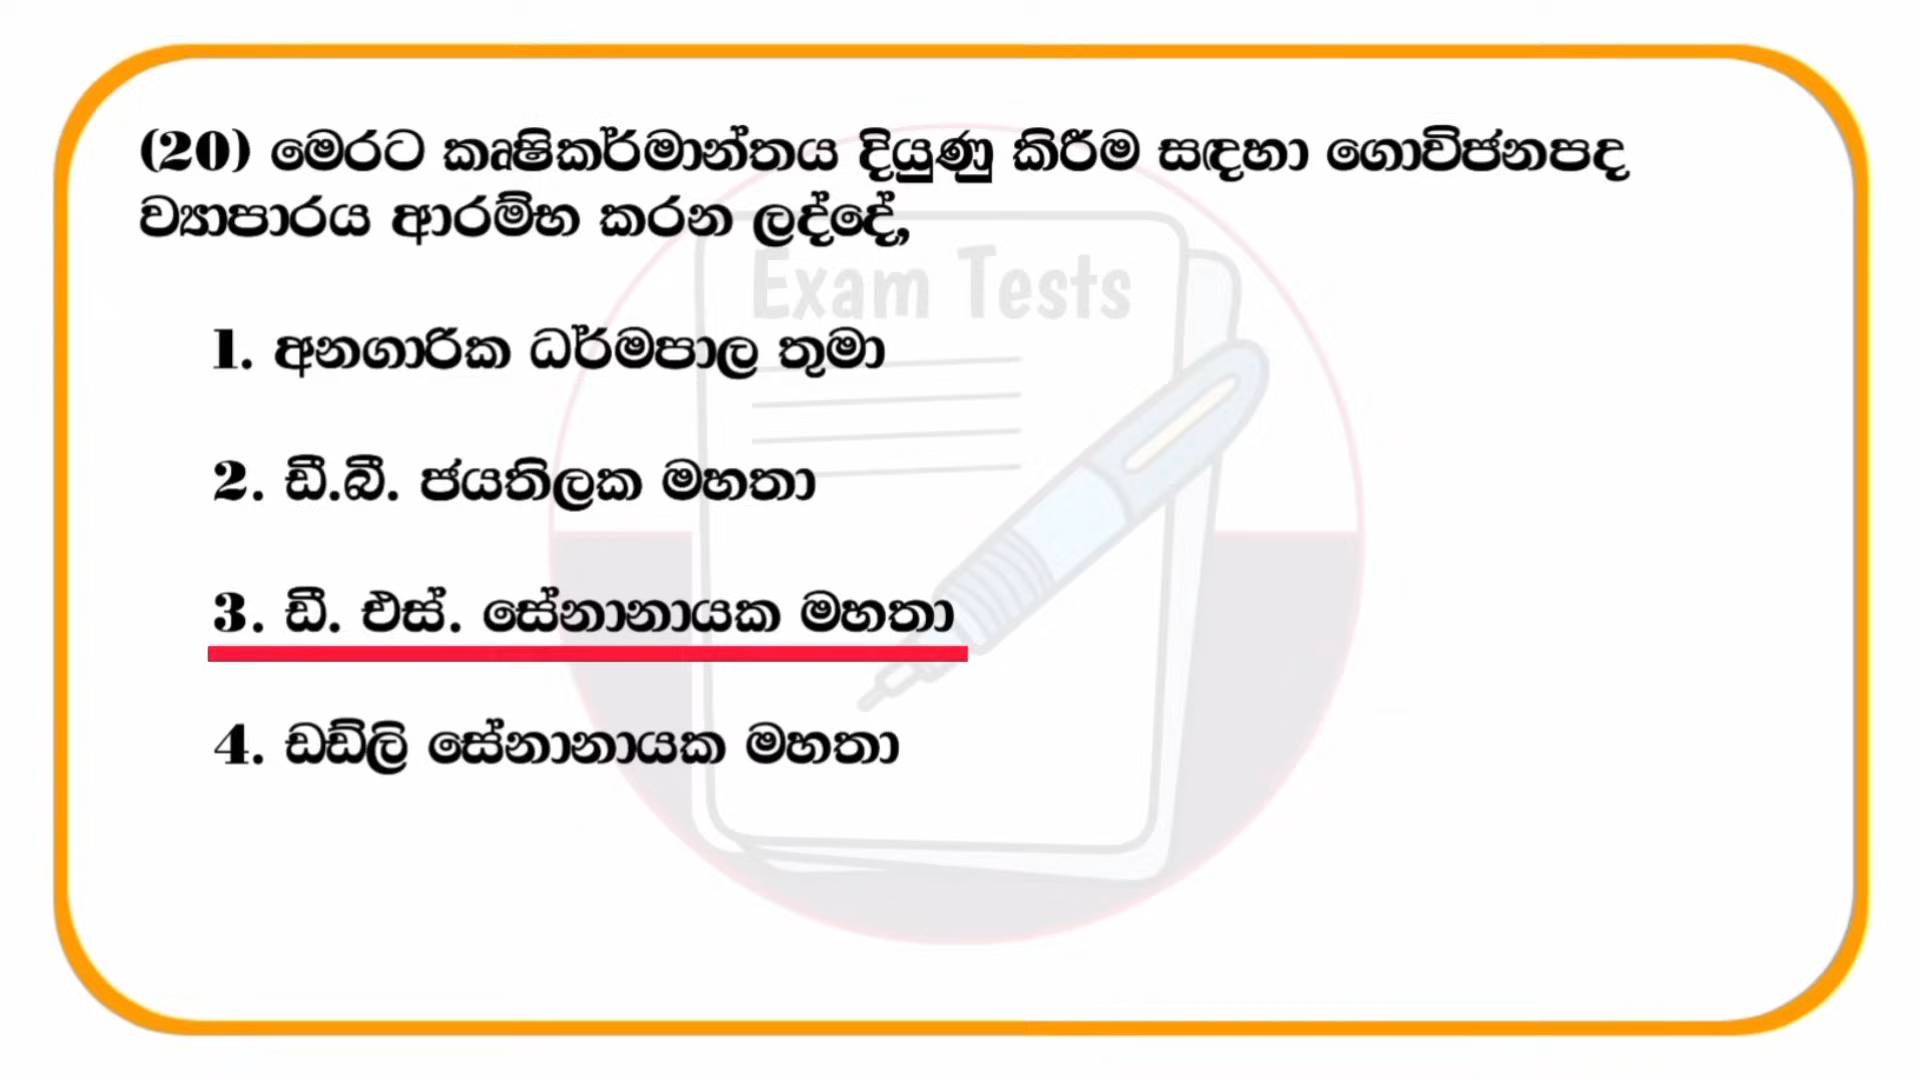 (20) මෙරට කෘෂිකර්මාන්තය දියුණු කිරීම සඳහා ගොවිජනපද
ව්‍යාපාරය ආරම්භ කරන ලද්දේ,
Exam Tests
1. අනගාරික ධර්මපාල තුමා
2. ඩී.බී. ජයතිලක මහතා
3. ඩී. එස්. සේනානායක මහතා
4. ඩඩ්ලි සේනානායක මහතා